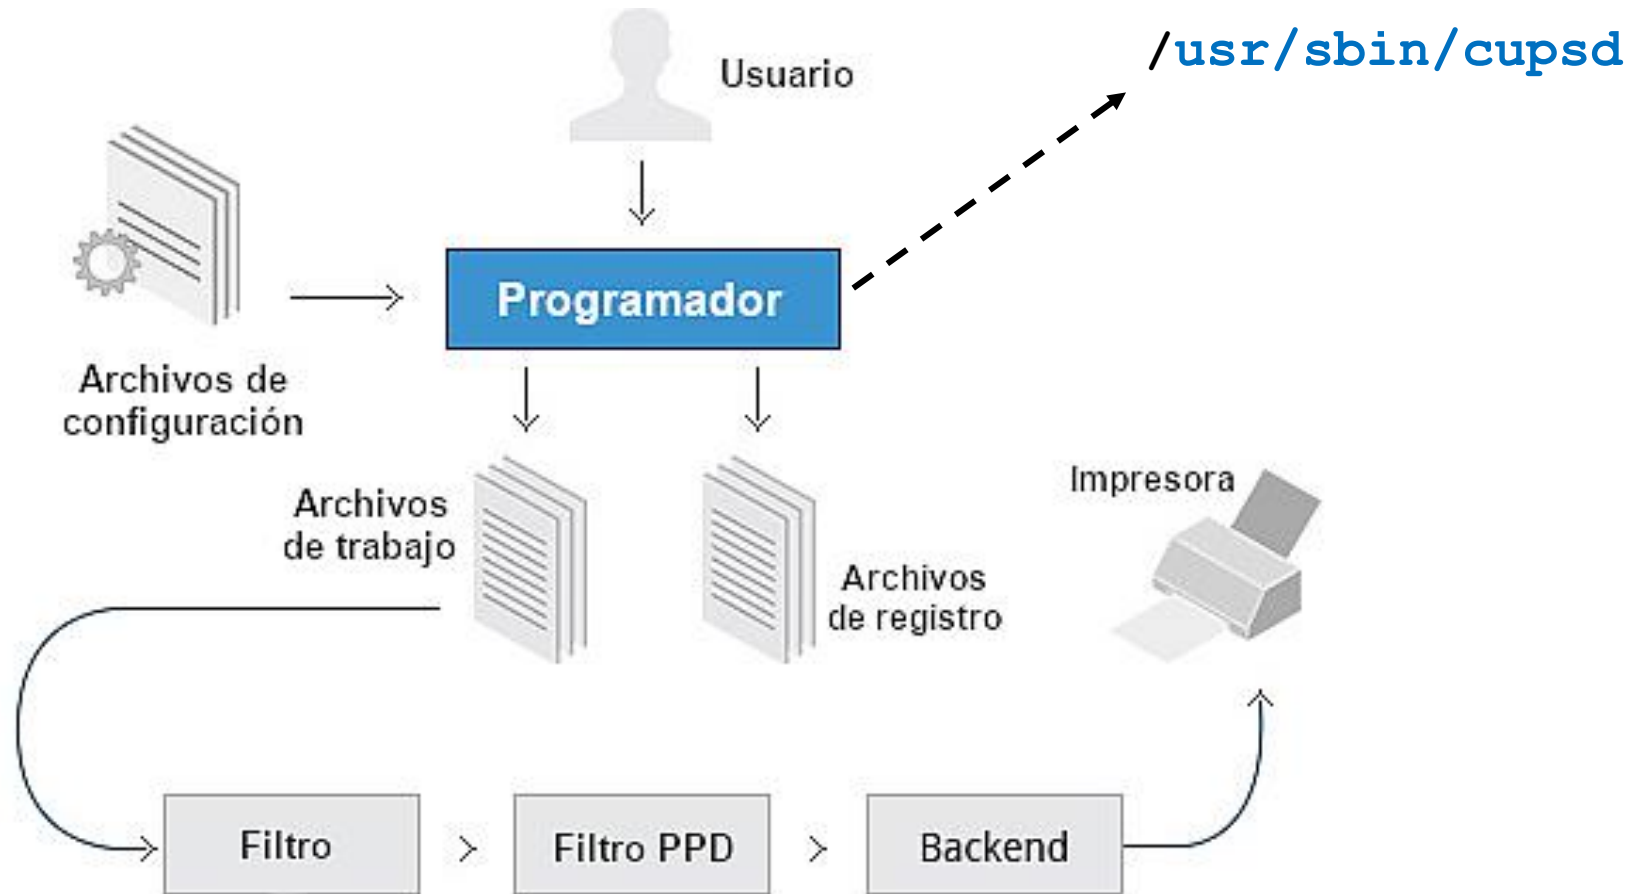 /usr/sbin/cupsd
Usuario
Programador
Archivos de
configuración
Archivos
de trabajo
Archivos
de registro
Impresora
Filtro
>
Filtro PPD
>
Backend